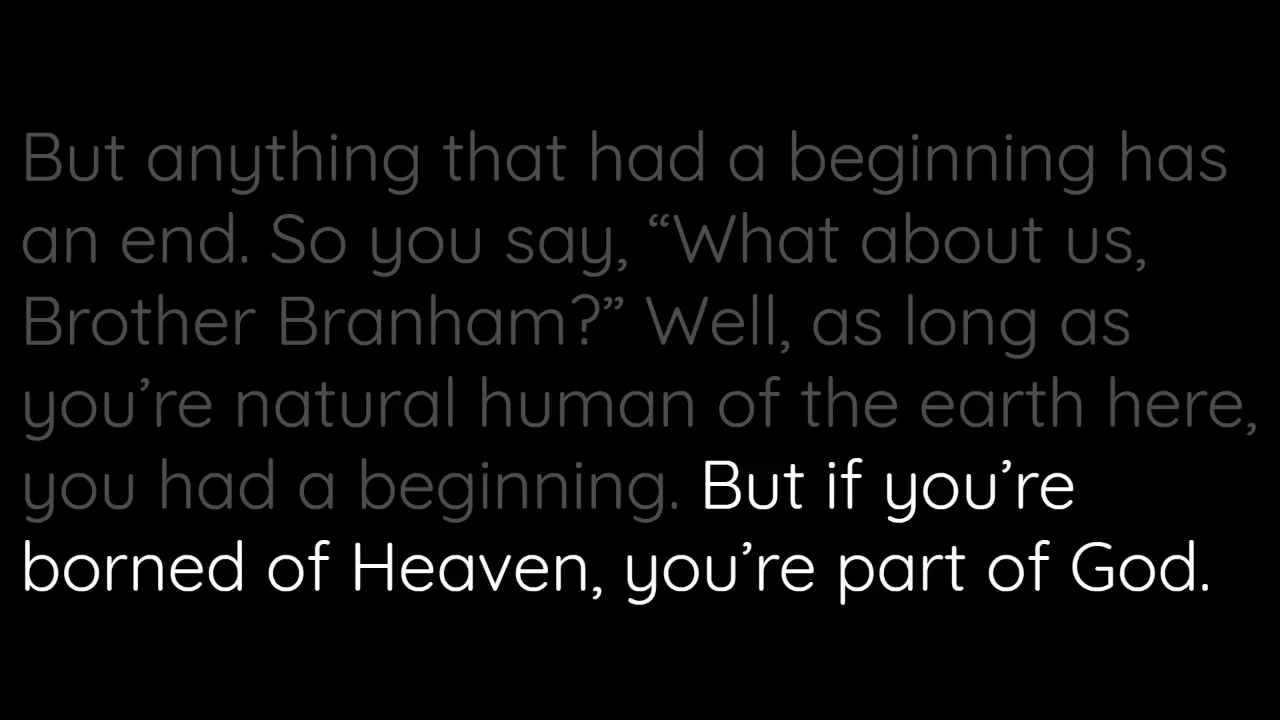 But anything that had a beginning has
an end. So you say, “What about us,
Brother Branham?” Well, as long as
you’re natural human of the earth here,
you had a beginning. But if you’re
borned of Heaven, you’re part of God.